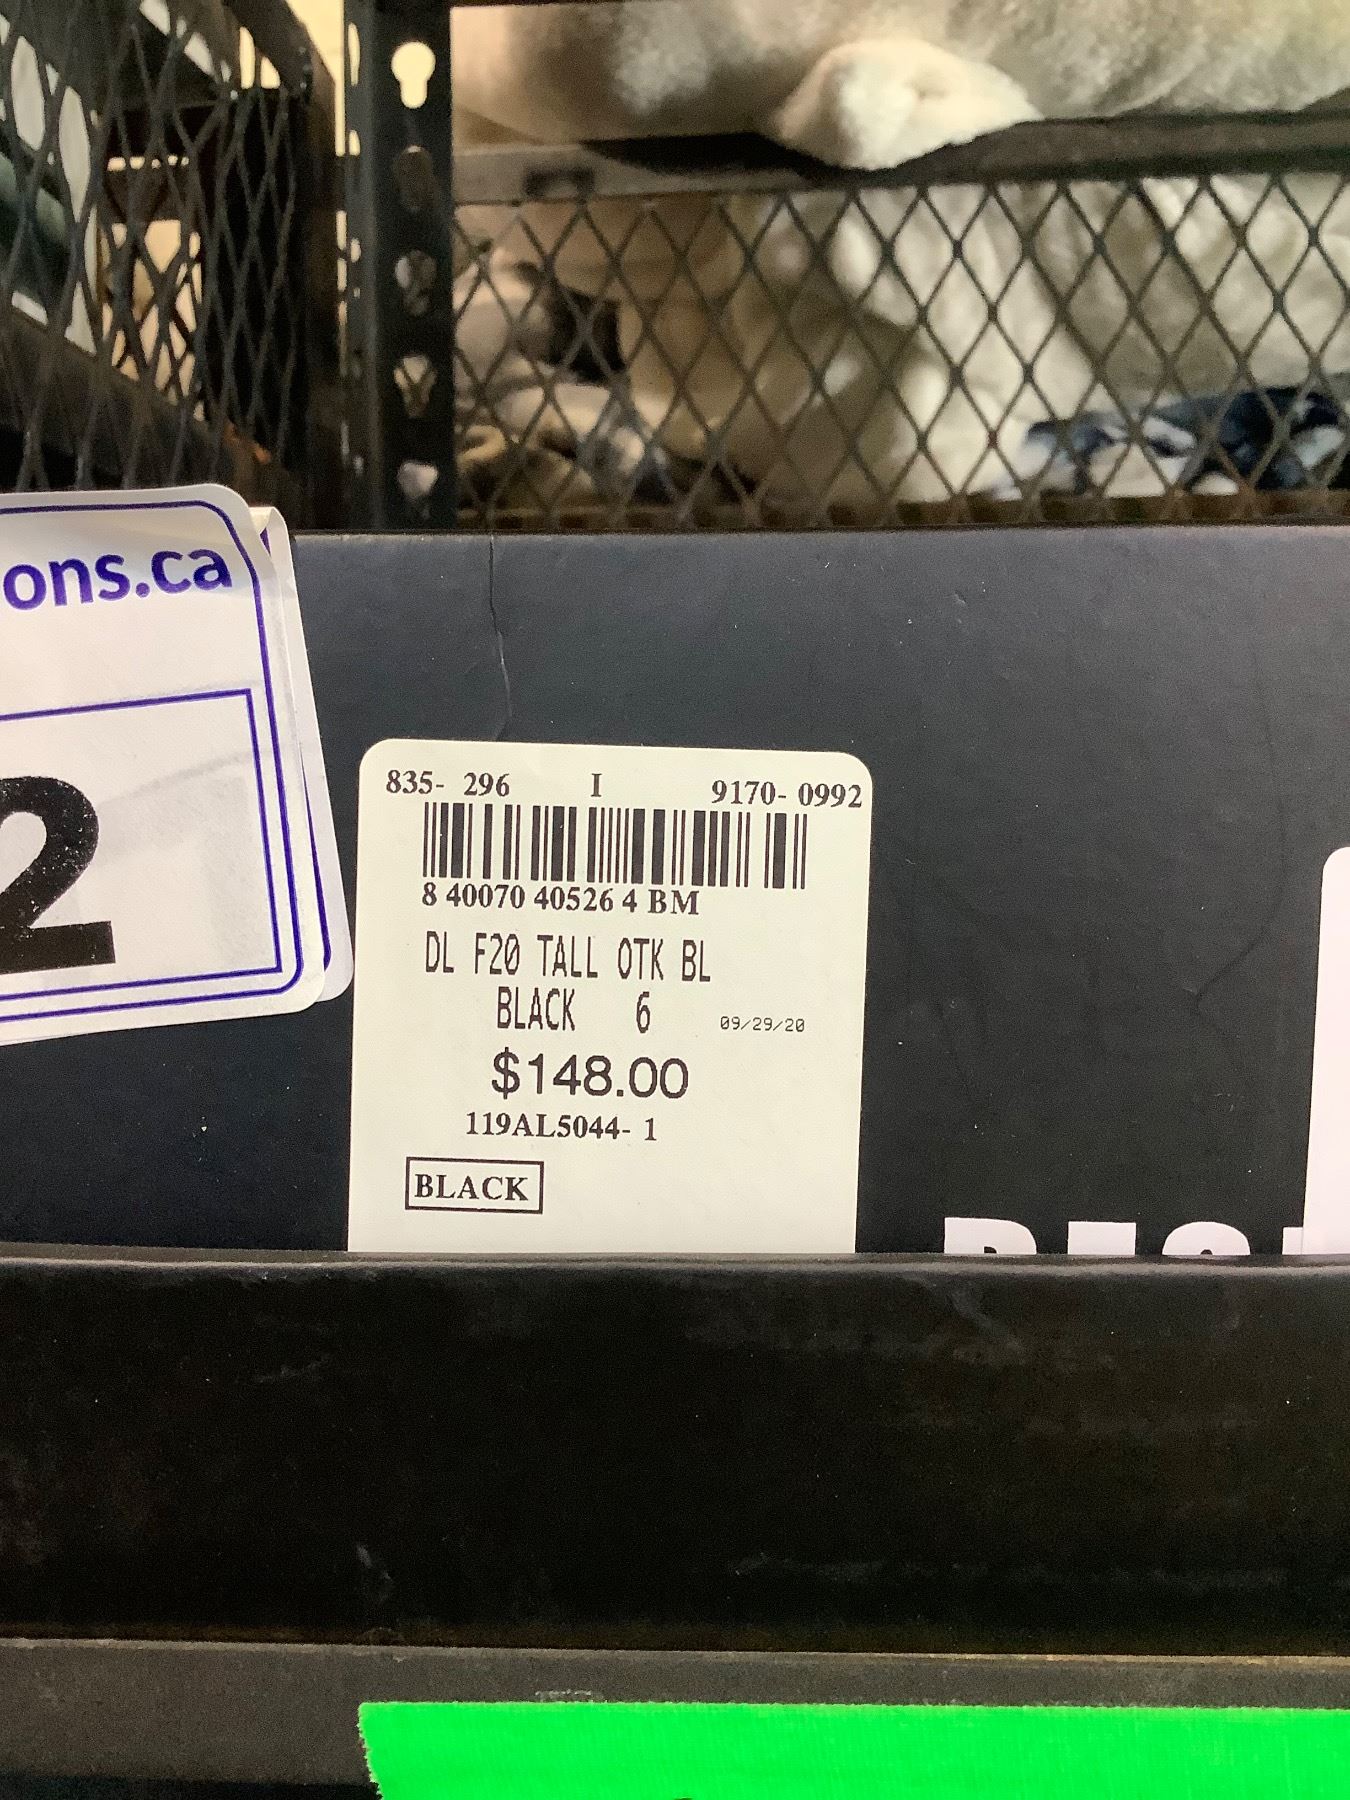 ons.ca
2
835- 296 I 9170- 0992
8 40070 40526 4 BM
DL F20 TALL OTK BL
BLACK 6 09/29/20
$148.00
119AL5044- 1
BLACK